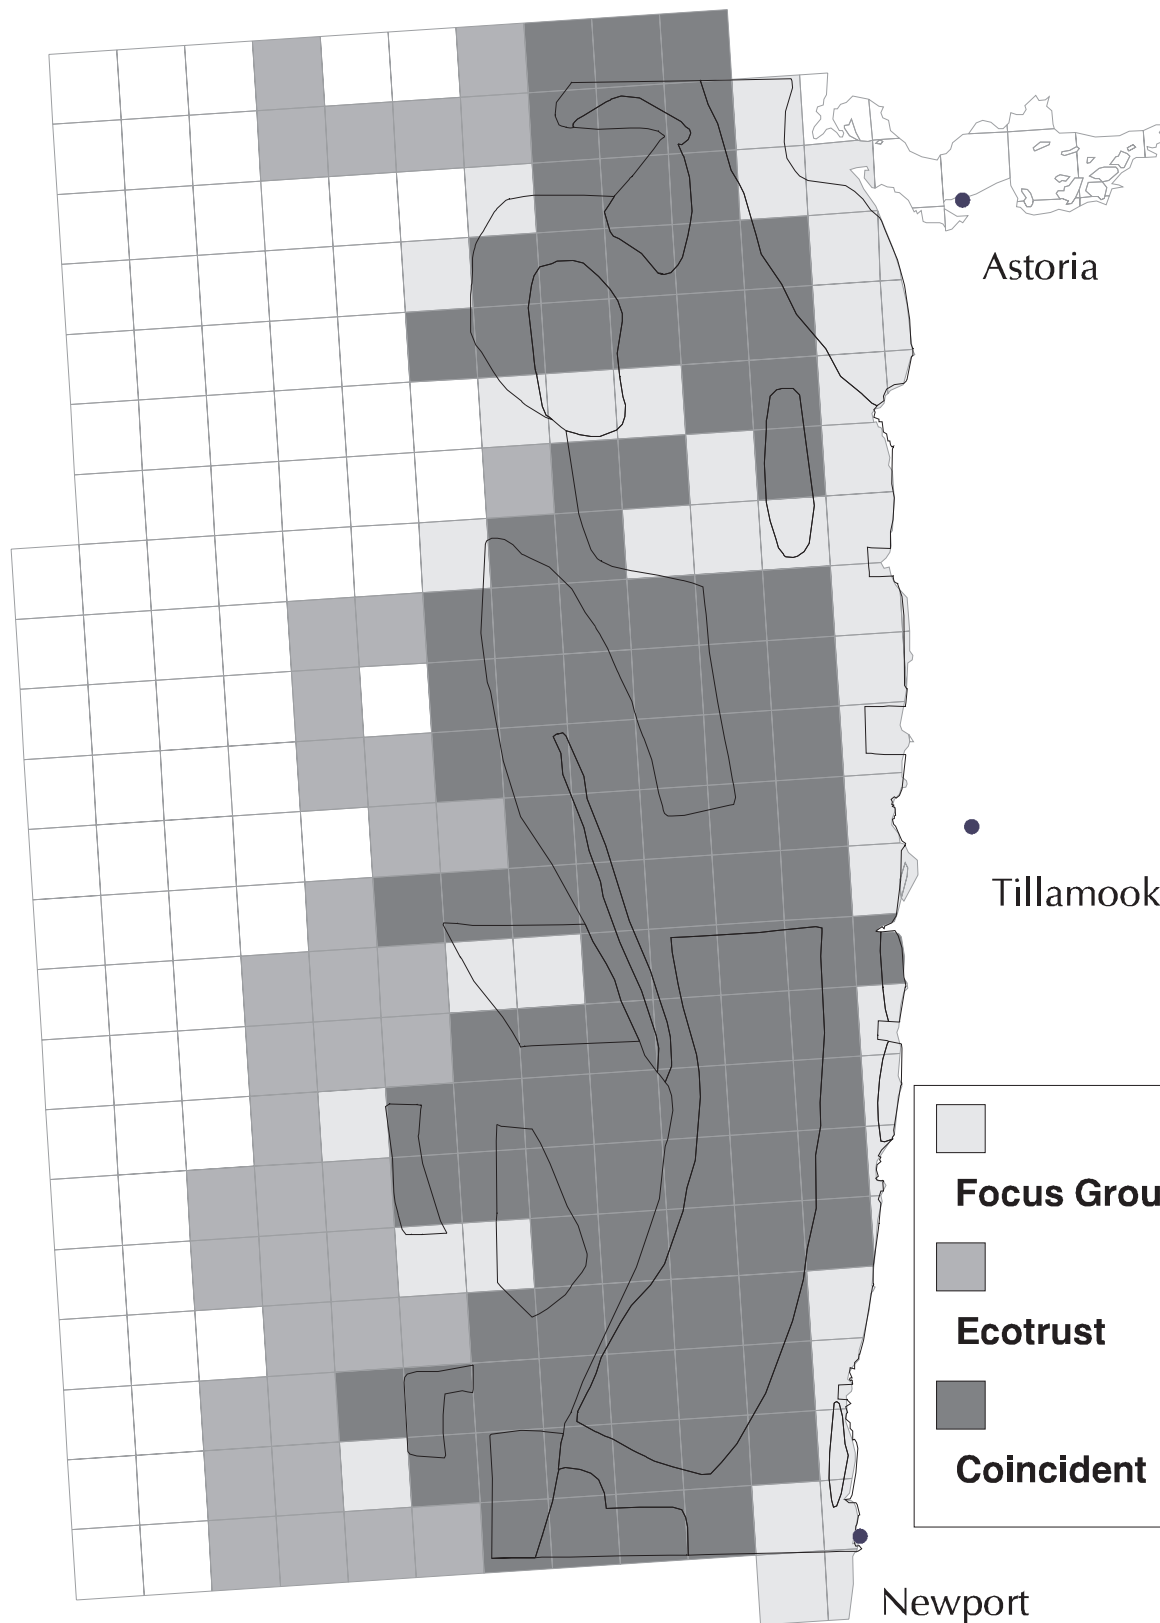 Astoria
Tillamook
Focus Grou
Ecotrust
Coincident
Newport